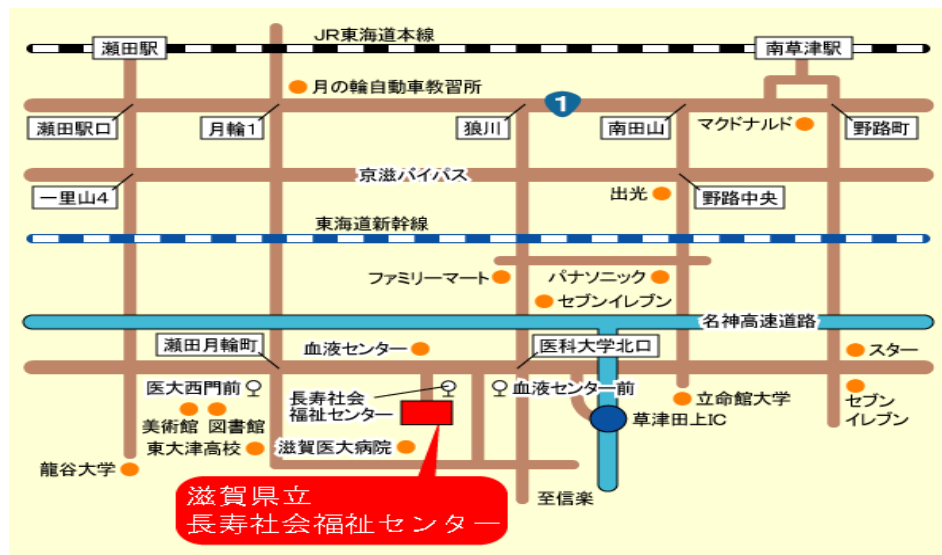 JR東海道本線
瀬田駅
南草津駅
月の輪自動車教習所
1
瀬田駅口
月輪1
狼川
南田山
マクドナルド
野路町
京滋バイパス
一里山4
出光
野路中央
東海道新幹線
ファミリーマート
パナソニック
セブンイレブン
名神高速道路
瀬田月輪町
血液センター
医科大学北口
スター
医大西門前
長寿社会
福祉センター
血液センター前
立命館大学
セブン
イレブン
美術館
図書館
草津田上IC
東大津高校
滋賀医大病院
龍谷大学
至信楽
滋賀県立
長寿社会福祉センター